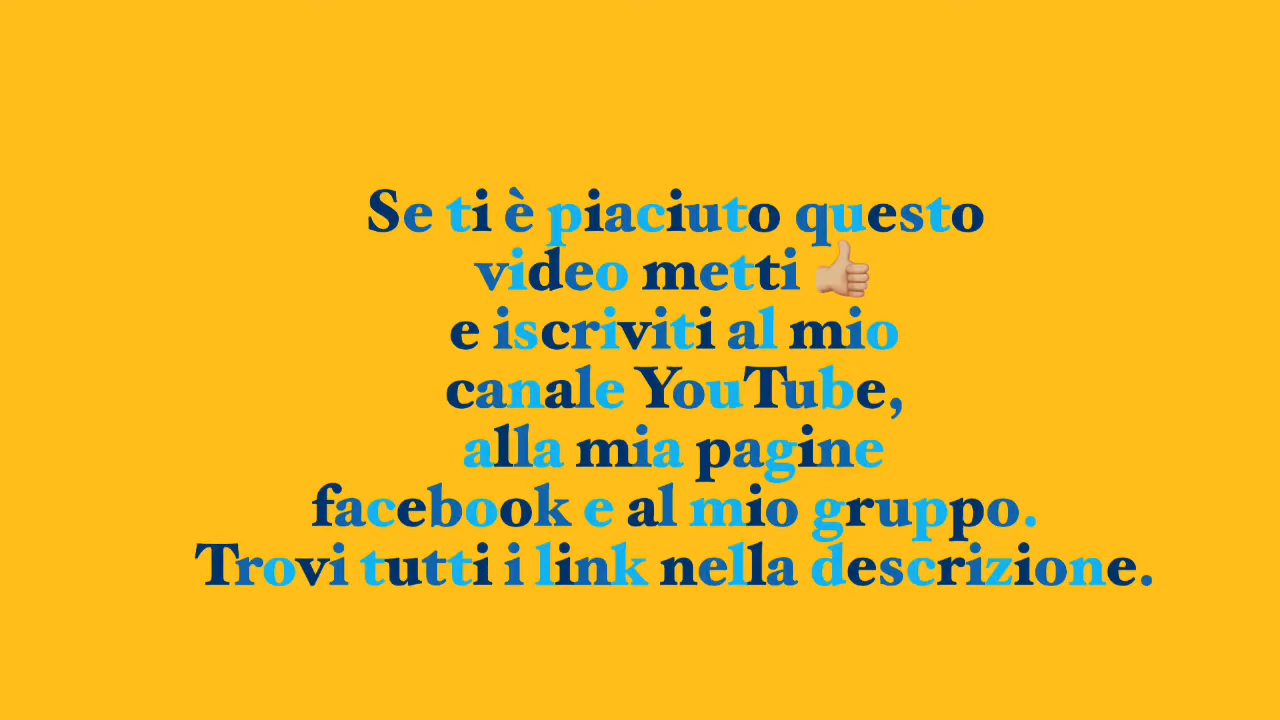 Se ti è piaciuto questo
video metti 👍🏼
e iscriviti al mio
canale YouTube,
alla mia pagine
facebook e al mio gruppo.
Trovi tutti i link nella descrizione.